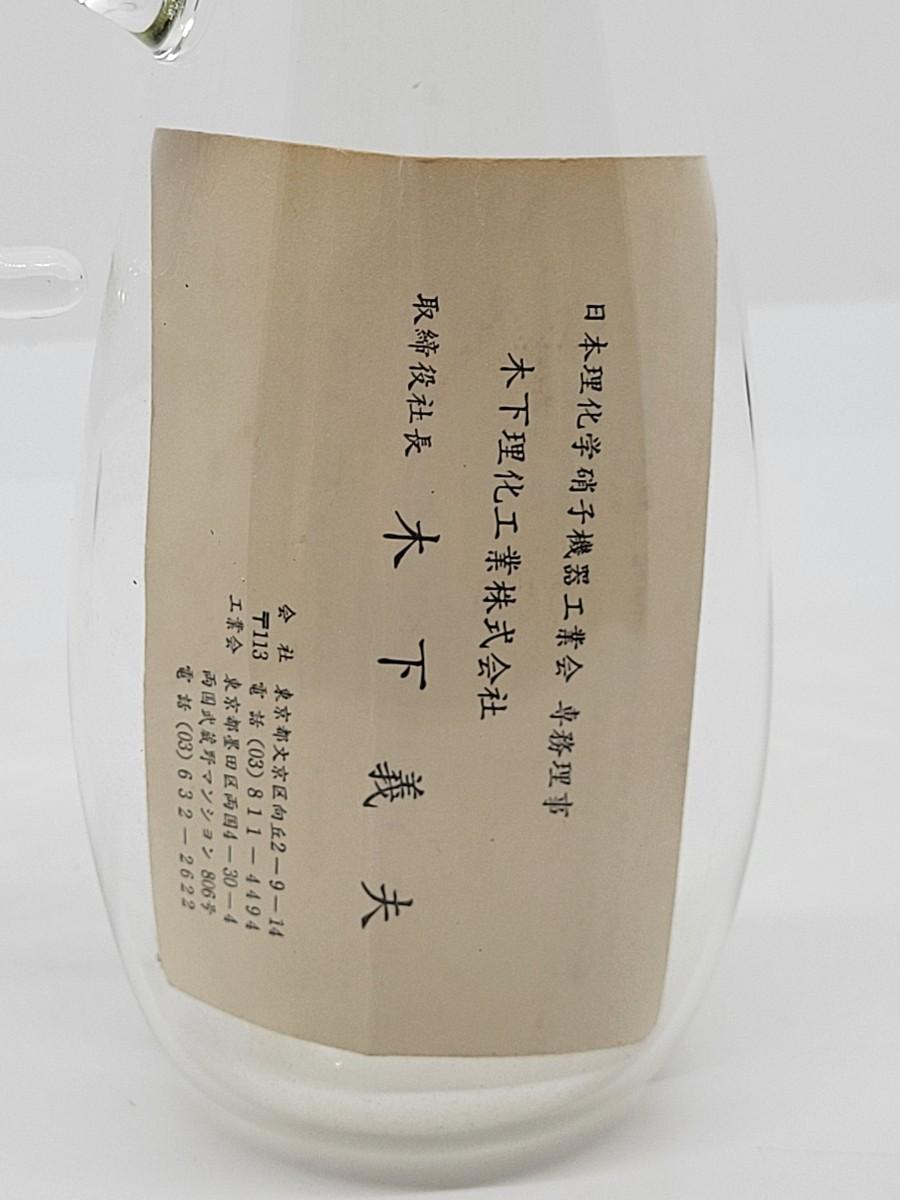 日本理化学硝子機器工業会 専務理事
木下理化工業株式会社
取締役社長 木下義夫
会社 東京都文京区向丘2-9-14
〒113 電話(03)811-4494
工業会 東京都墨田区両国4-30-4
両国武蔵野マンション806号
電話(03)632-2622